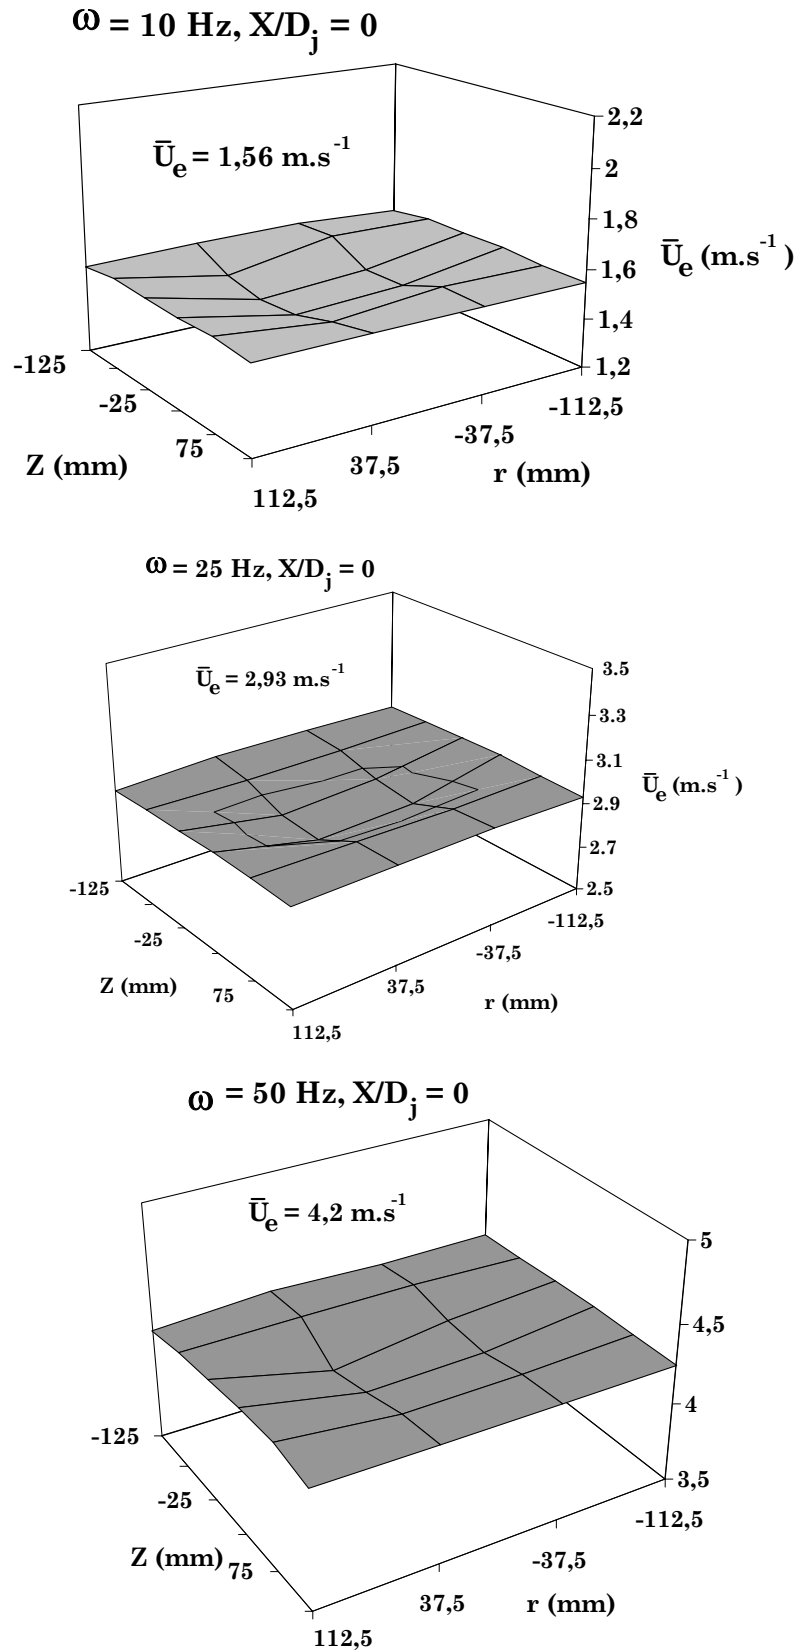 ω = 10 Hz, X/Dj = 0
2,2
Ūe = 1,56 m.s-1
2
1,8
Ūe (m.s-1 )
1,6
1,4
-125
1,2
-25
-112,5
75
-37,5
Z (mm)
37,5
r (mm)
112,5
ω = 25 Hz, X/Dj = 0
3.5
Ūe = 2,93 m.s-1
3.3
3.1
Ūe (m.s-1 )
2.9
2.7
-125
2.5
-25
-112,5
-37,5
Z (mm)
75
37,5
r (mm)
112,5
ω = 50 Hz, X/Dj = 0
Ūe = 4,2 m.s-1
5
4,5
4
-125
3,5
-25
-112,5
Z (mm)
75
-37,5
37,5
r (mm)
112,5